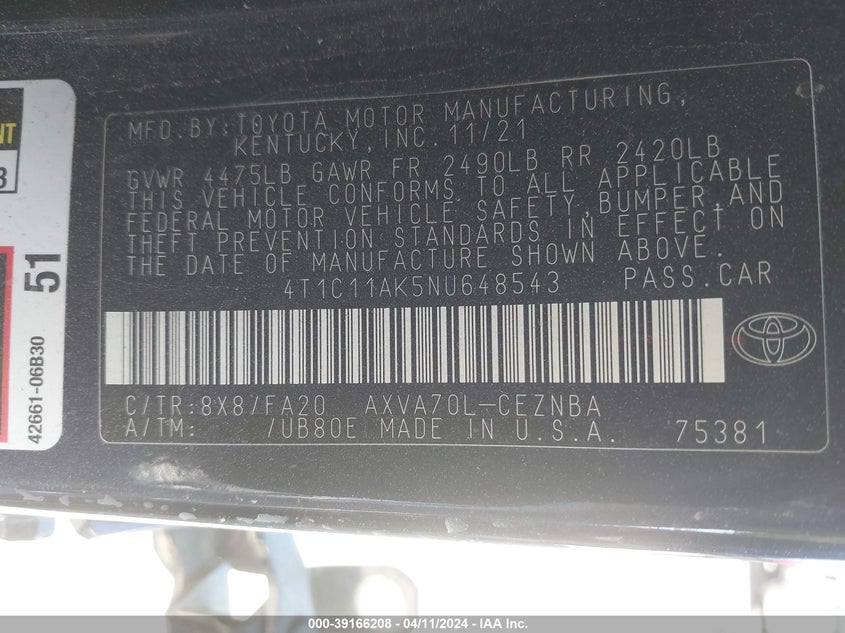 NT
3
51
42661-06B30
MFD.BY:TOYOTA MOTOR MANUFACTURING,
KENTUCKY,INC.11/21
GVWR 4475LB GAWR FR 2490LB RR 2420LB
THIS VEHICLE CONFORMS TO ALL APPLICABLE
FEDERAL MOTOR VEHICLE SAFETY,BUMPER,AND
THEFT PREVENTION STANDARDS IN EFFECT ON
THE DATE OF MANUFACTURE SHOWN ABOVE.
4T1C11AK5NU648543 PASS.CAR
C/TR:8X8/FA20 AXVA70L-CEZNBA
A/TM: /UB80E MADE IN U.S.A. 75381
000-39166208 - 04/11/2024 - IAA Inc.